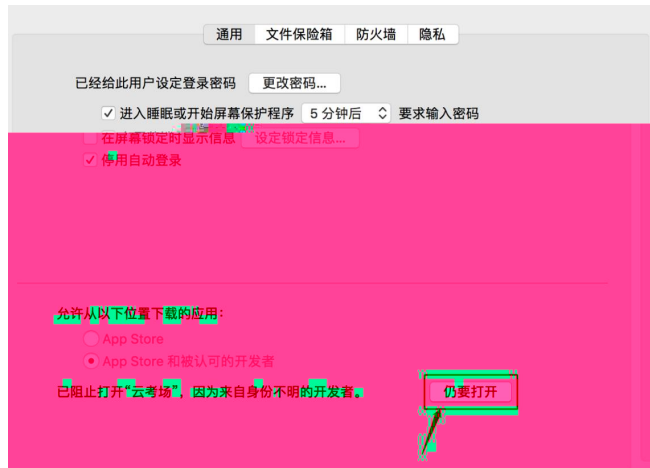 通用 文件保险箱 防火墙 隐私
已经给此用户设定登录密码 更改密码...
进入睡眠或开始屏幕保护程序 5 分钟后 要求输入密码
在屏幕锁定时显示信息 设定锁定信息...
停用自动登录
允许从以下位置下载的应用：
App Store
App Store 和被认可的开发者
已阻止打开“云考场”，因为来自身份不明的开发者。 仍要打开